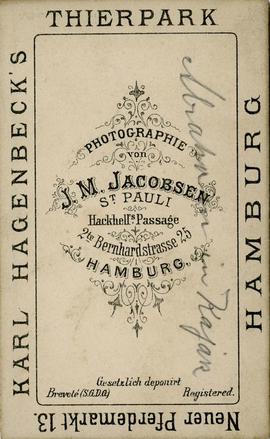 THIERPARK
KARL HAGENBECK'S
HAMBURG
Neuer Pferdemarkt 13.
PHOTOGRAPHIE
von
J. M. JACOBSEN
ST PAULI
Hackhell's Passage
2te Bernhardstrasse 25
HAMBURG.
Gesetzlich deponirt
Breveté (S.G.D.G) Registered.
Abraham